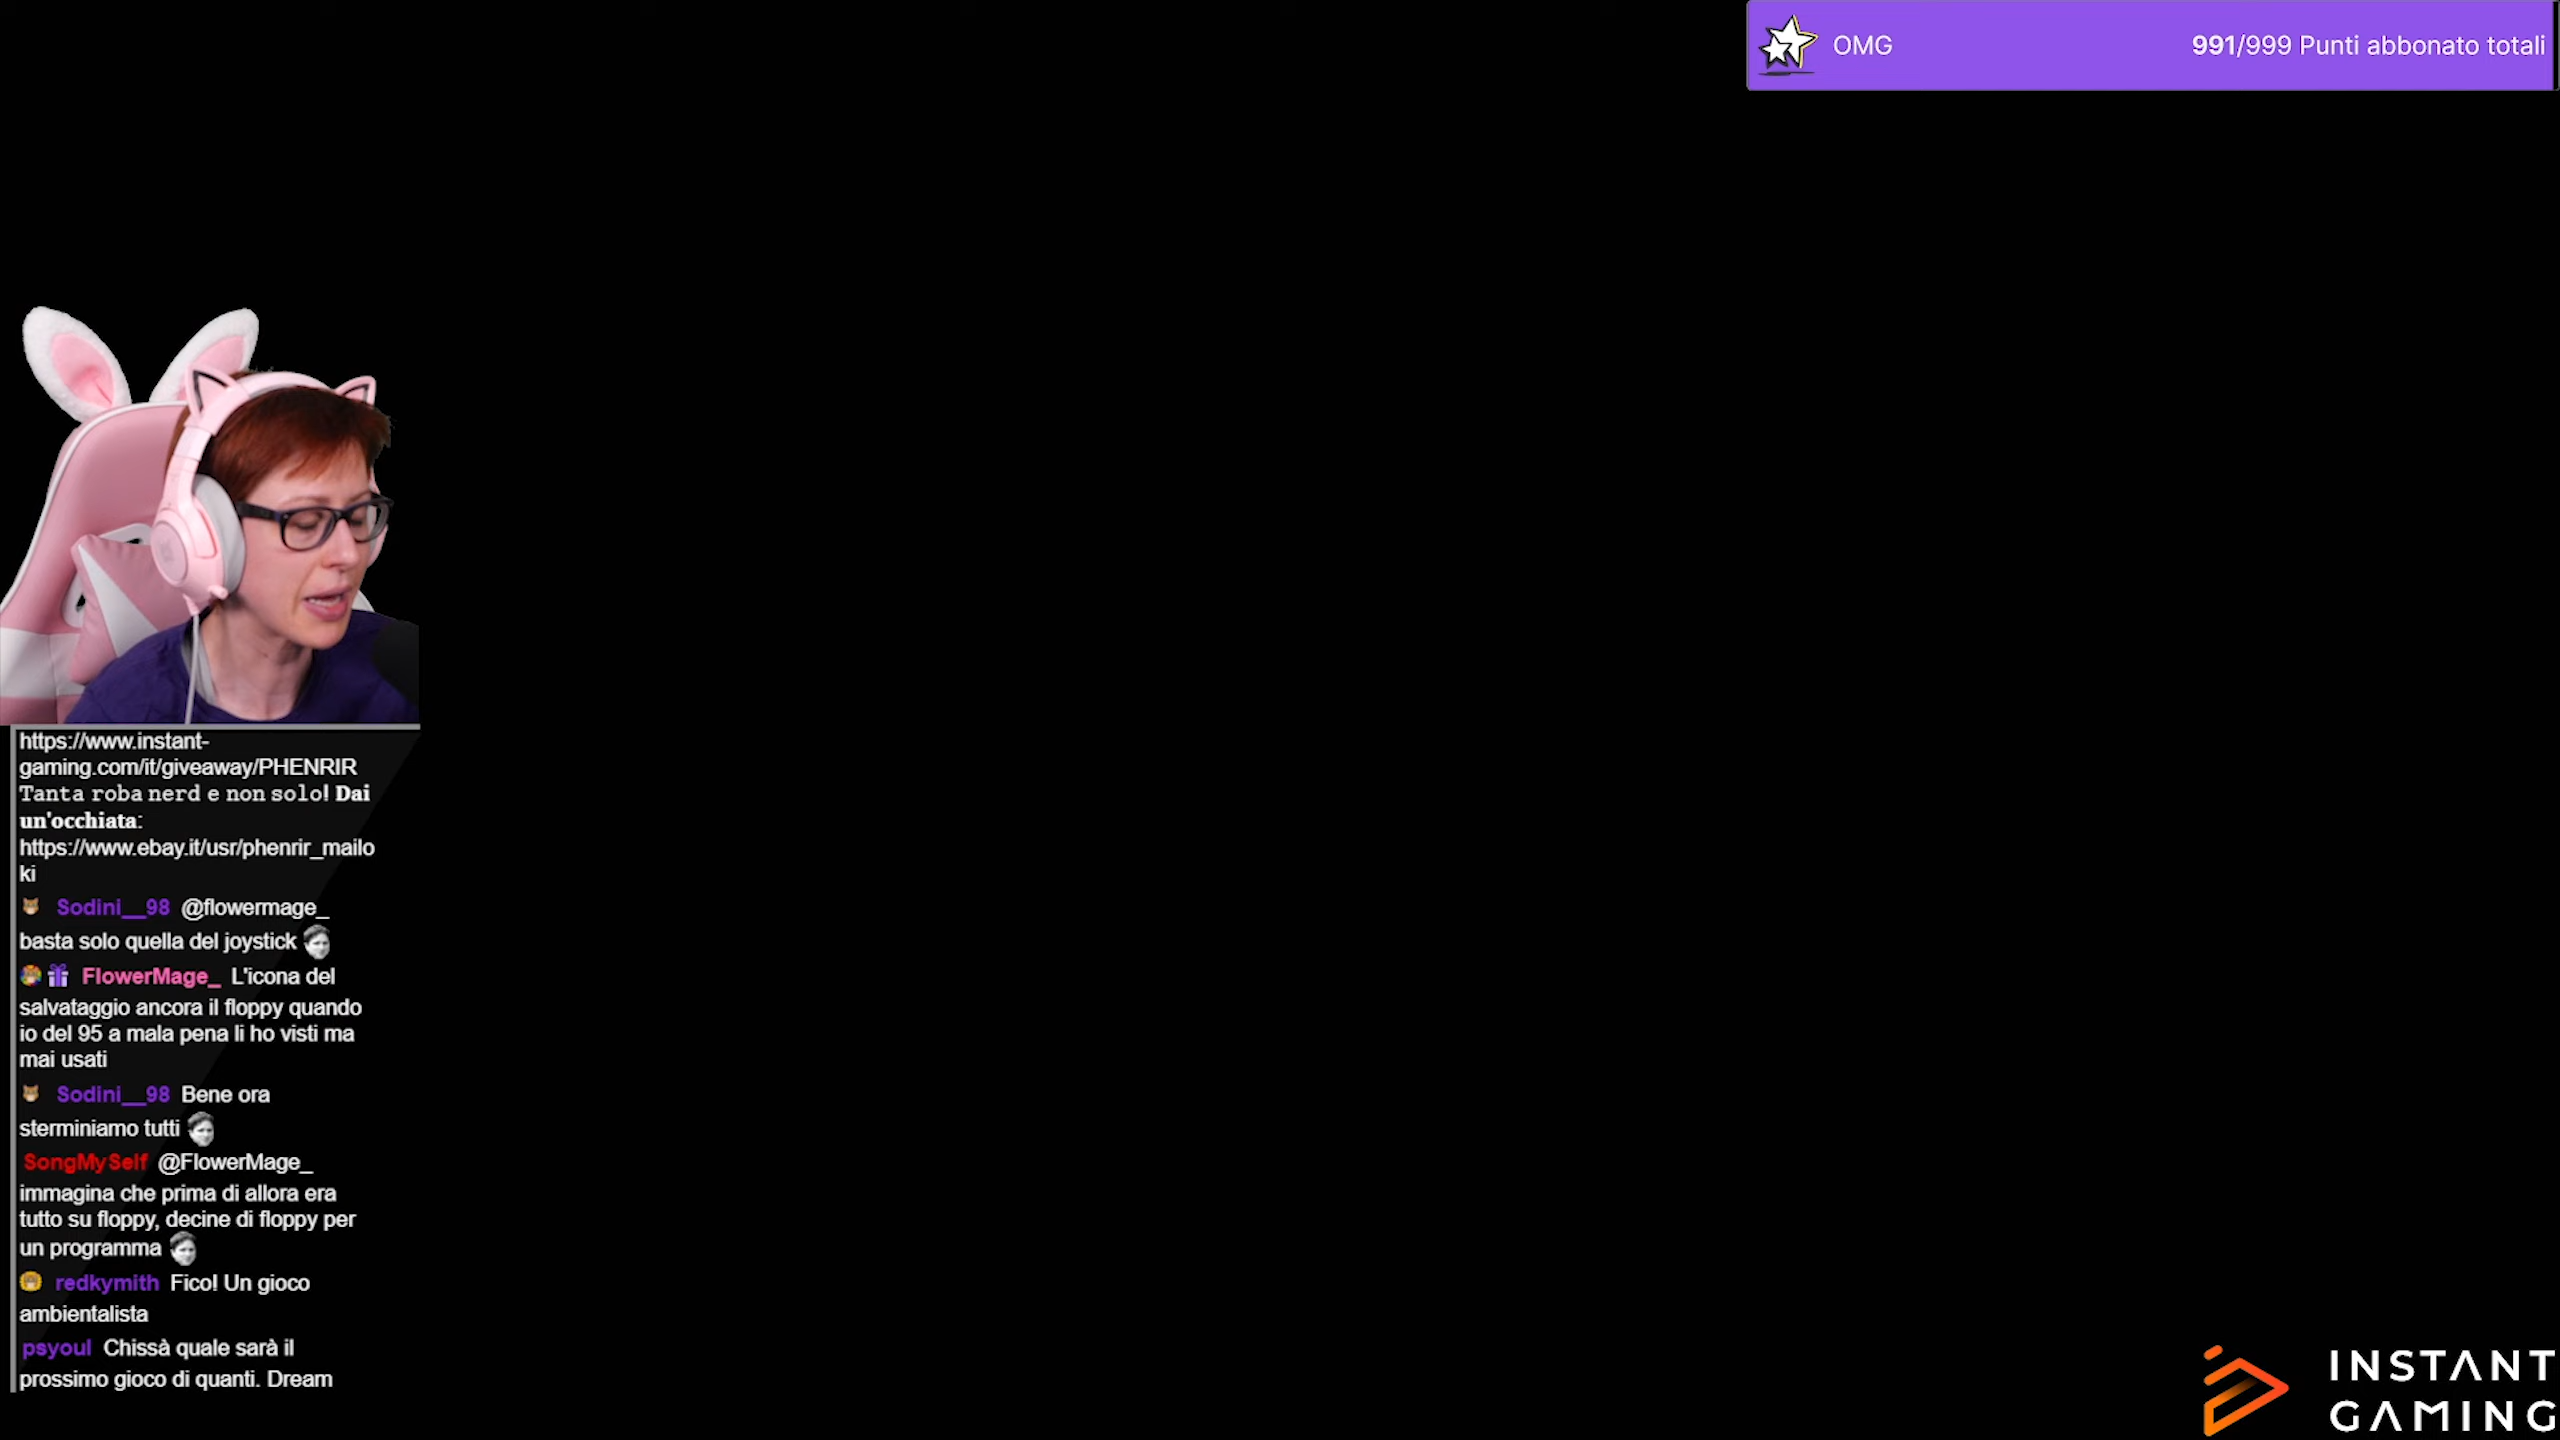 OMG
991/999 Punti abbonato totali
https://www.instant-
gaming.com/it/giveaway/PHENRIR
Tanta roba nerd e non solo! Dai
un'occhiata:
https://www.ebay.it/usr/phenrir_mailo
ki
Sodini__98 @flowermage_
basta solo quella del joystick
FlowerMage_ L'icona del
salvataggio ancora il floppy quando
io del 95 a mala pena li ho visti ma
mai usati
Sodini__98 Bene ora
sterminiamo tutti
SongMySelf @FlowerMage_
immagina che prima di allora era
tutto su floppy, decine di floppy per
un programma
redkymith Fico! Un gioco
ambientalista
psyoul Chissà quale sarà il
prossimo gioco di quanti. Dream
INSTANT
GAMING